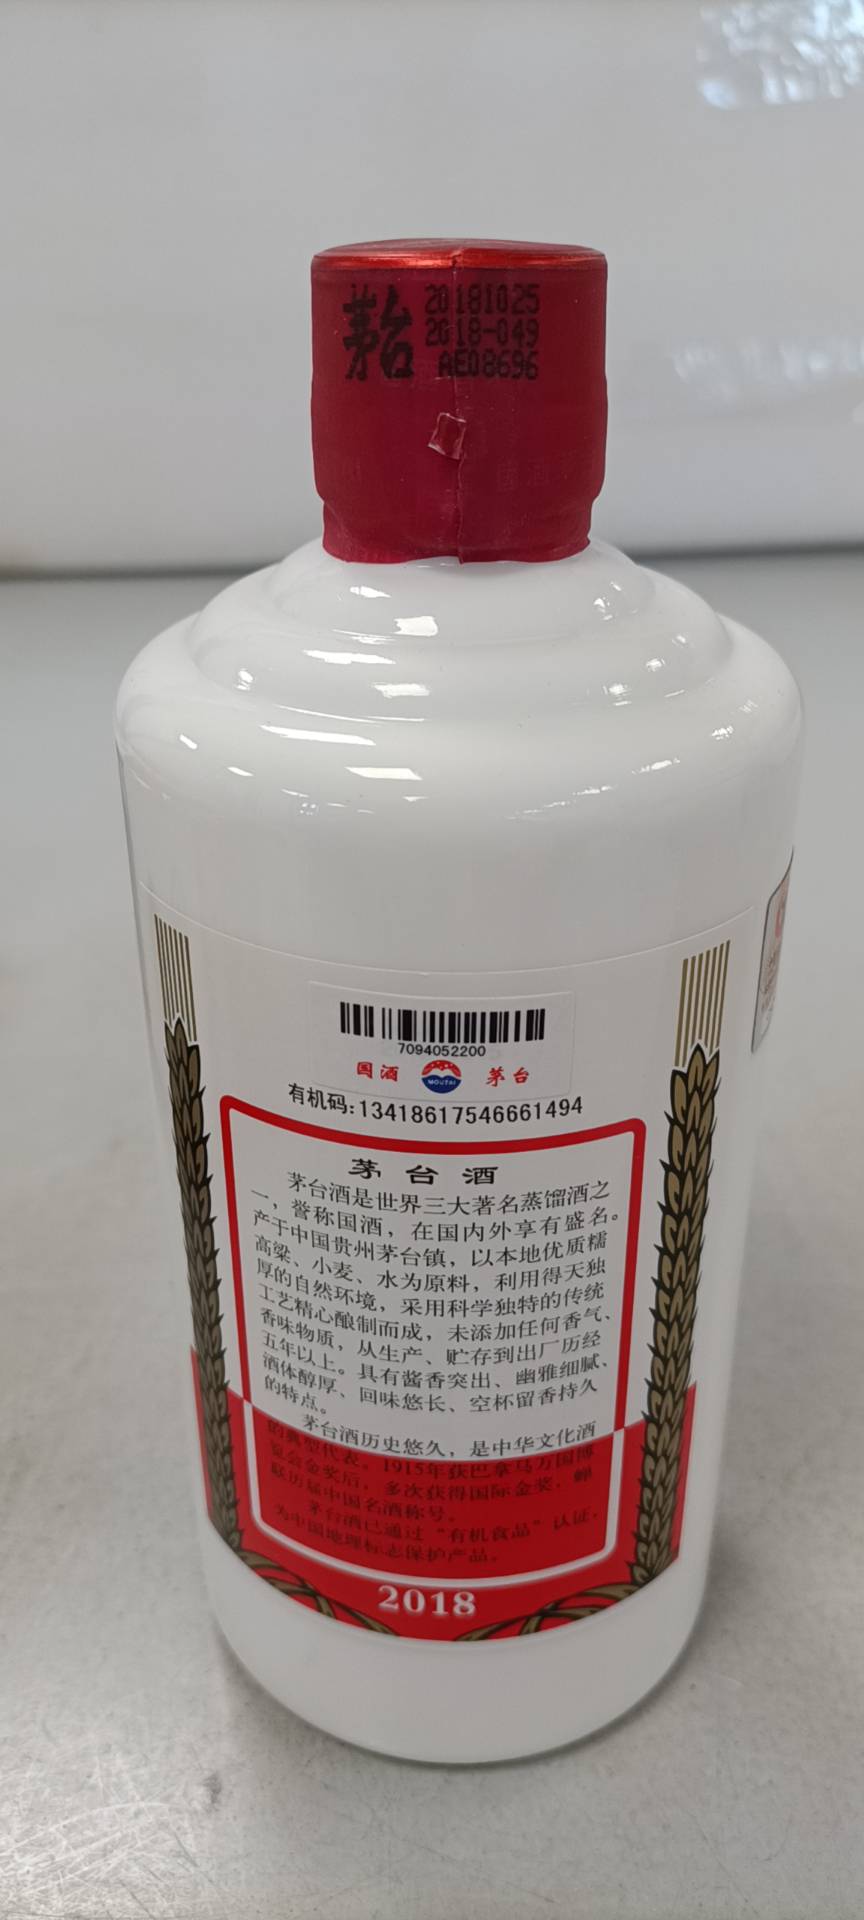 茅台
20181025
2018-049
AE08696
7094052200
国酒 MOUTAI 茅台
有机码:13418617546661494
茅台酒
茅台酒是世界三大著名蒸馏酒之
一，誉称国酒，在国内外享有盛名。
产于中国贵州茅台镇，以本地优质糯
高粱、小麦、水为原料，利用得天独
厚的自然环境，采用科学独特的传统
工艺精心酿制而成，未添加任何香气、
香味物质，从生产、贮存到出厂历经
五年以上。具有酱香突出、幽雅细腻、
酒体醇厚、回味悠长、空杯留香持久
的特点。
茅台酒历史悠久，是中华文化酒
的典型代表。1915年获巴拿马万国博
览会金奖后，多次获得国际金奖，蝉
联历届中国名酒称号。
茅台酒已通过“有机食品”认证，
为中国地理标志保护产品。
2018